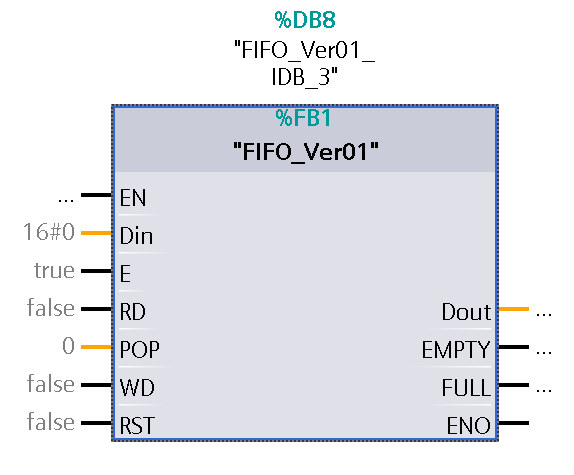 %DB8
"FIFO_Ver01_
IDB_3"
%FB1
"FIFO_Ver01"
... EN
16#0 Din
true E
false RD Dout ...
0 POP EMPTY ...
false WD FULL ...
false RST ENO